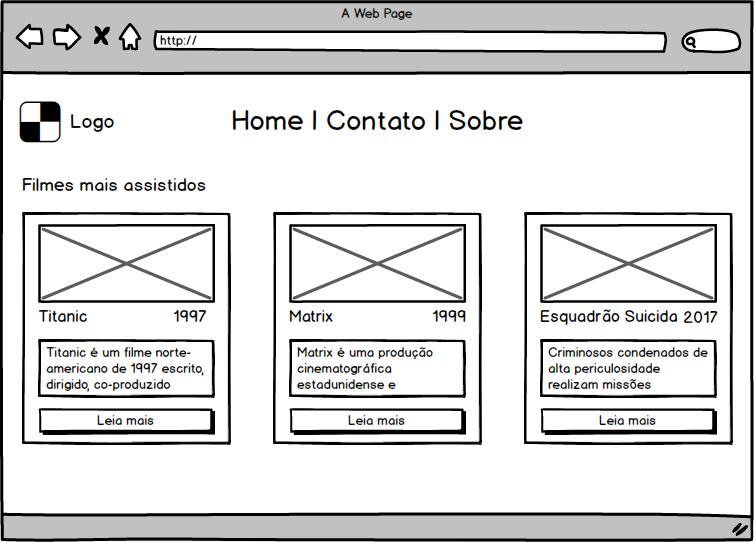 A Web Page
http://
Logo
Home | Contato | Sobre
Filmes mais assistidos
Titanic 1997
Titanic é um filme norte-
americano de 1997 escrito,
dirigido, co-produzido
Leia mais
Matrix 1999
Matrix é uma produção
cinematográfica
estadunidense e
Leia mais
Esquadrão Suicida 2017
Criminosos condenados de
alta periculosidade
realizam missões
Leia mais